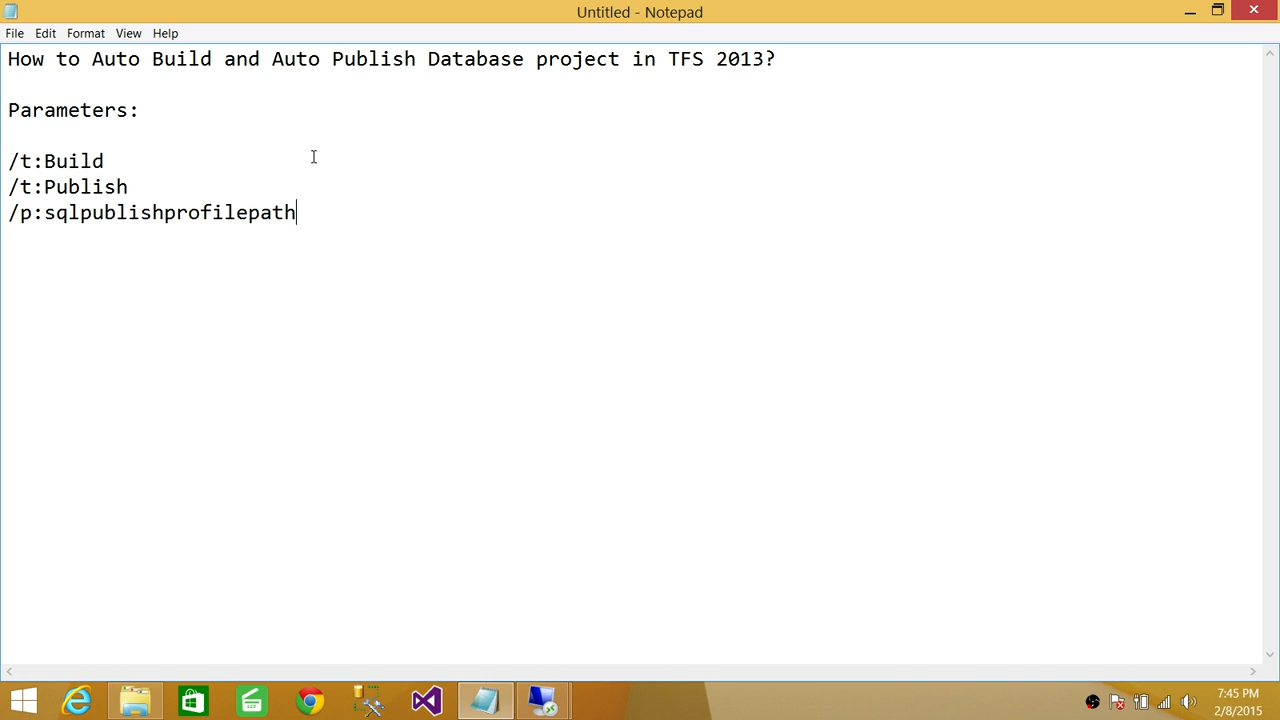 Untitled - Notepad
File Edit Format View Help
How to Auto Build and Auto Publish Database project in TFS 2013?
Parameters:
/t:Build
/t:Publish
/p:sqlpublishprofilepath
7:45 PM
2/8/2015